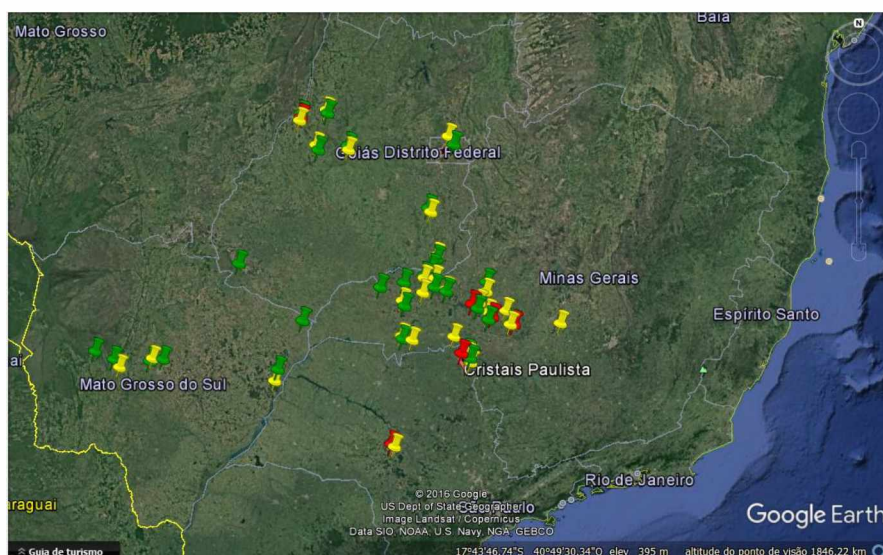 Mato Grosso
Baía
N
Goiás
Distrito Federal
Minas Gerais
Espírito Santo
Mato Grosso do Sul
Cristais Paulista
Rio de Janeiro
© 2016 Google
US Dept of State Geographer
Image Landsat / Copernicus
Data SIO, NOAA, U.S. Navy, NGA, GEBCO
Google Earth
Guia de turismo
17°43'46.74"S 40°49'30.34"O elev 395 m altitude do ponto de visão 1846.22 km